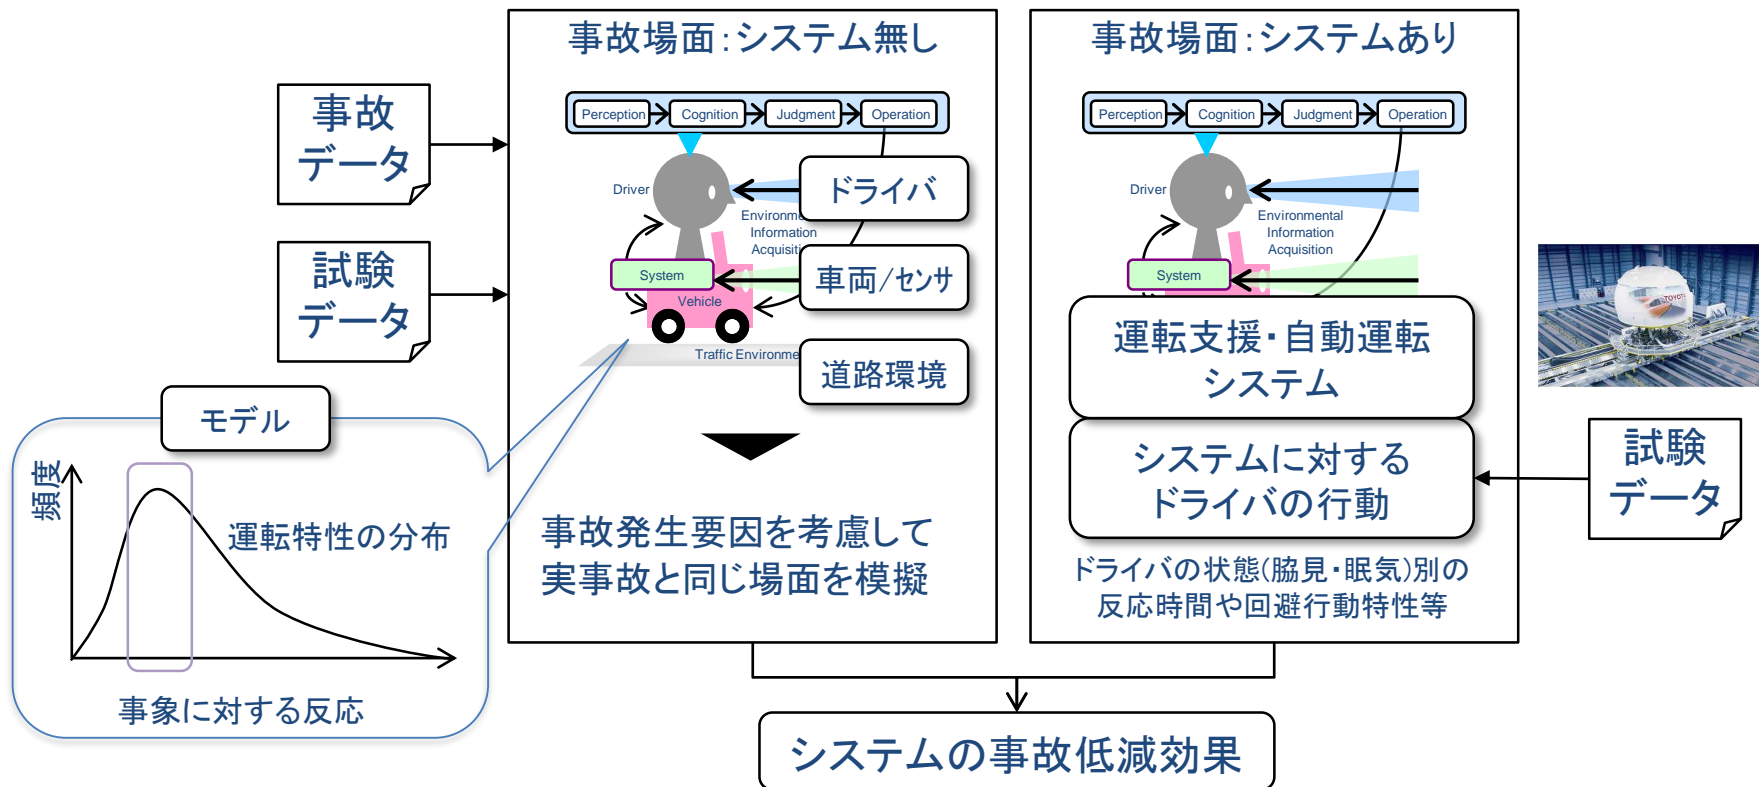 事故場面：システム無し
Perception
Cognition
Judgment
Operation
事故
データ
Driver
ドライバ
Environme
Information
Acquisition
試験
データ
System
車両/センサ
Vehicle
Traffic Environme
道路環境
モデル
頻度
運転特性の分布
事象に対する反応
事故発生要因を考慮して
実事故と同じ場面を模擬
事故場面：システムあり
Perception
Cognition
Judgment
Operation
Driver
Environmental
Information
Acquisition
System
運転支援・自動運転
システム
システムに対する
ドライバの行動
ドライバの状態(脇見・眠気)別の
反応時間や回避行動特性等
TOYOTA
試験
データ
システムの事故低減効果